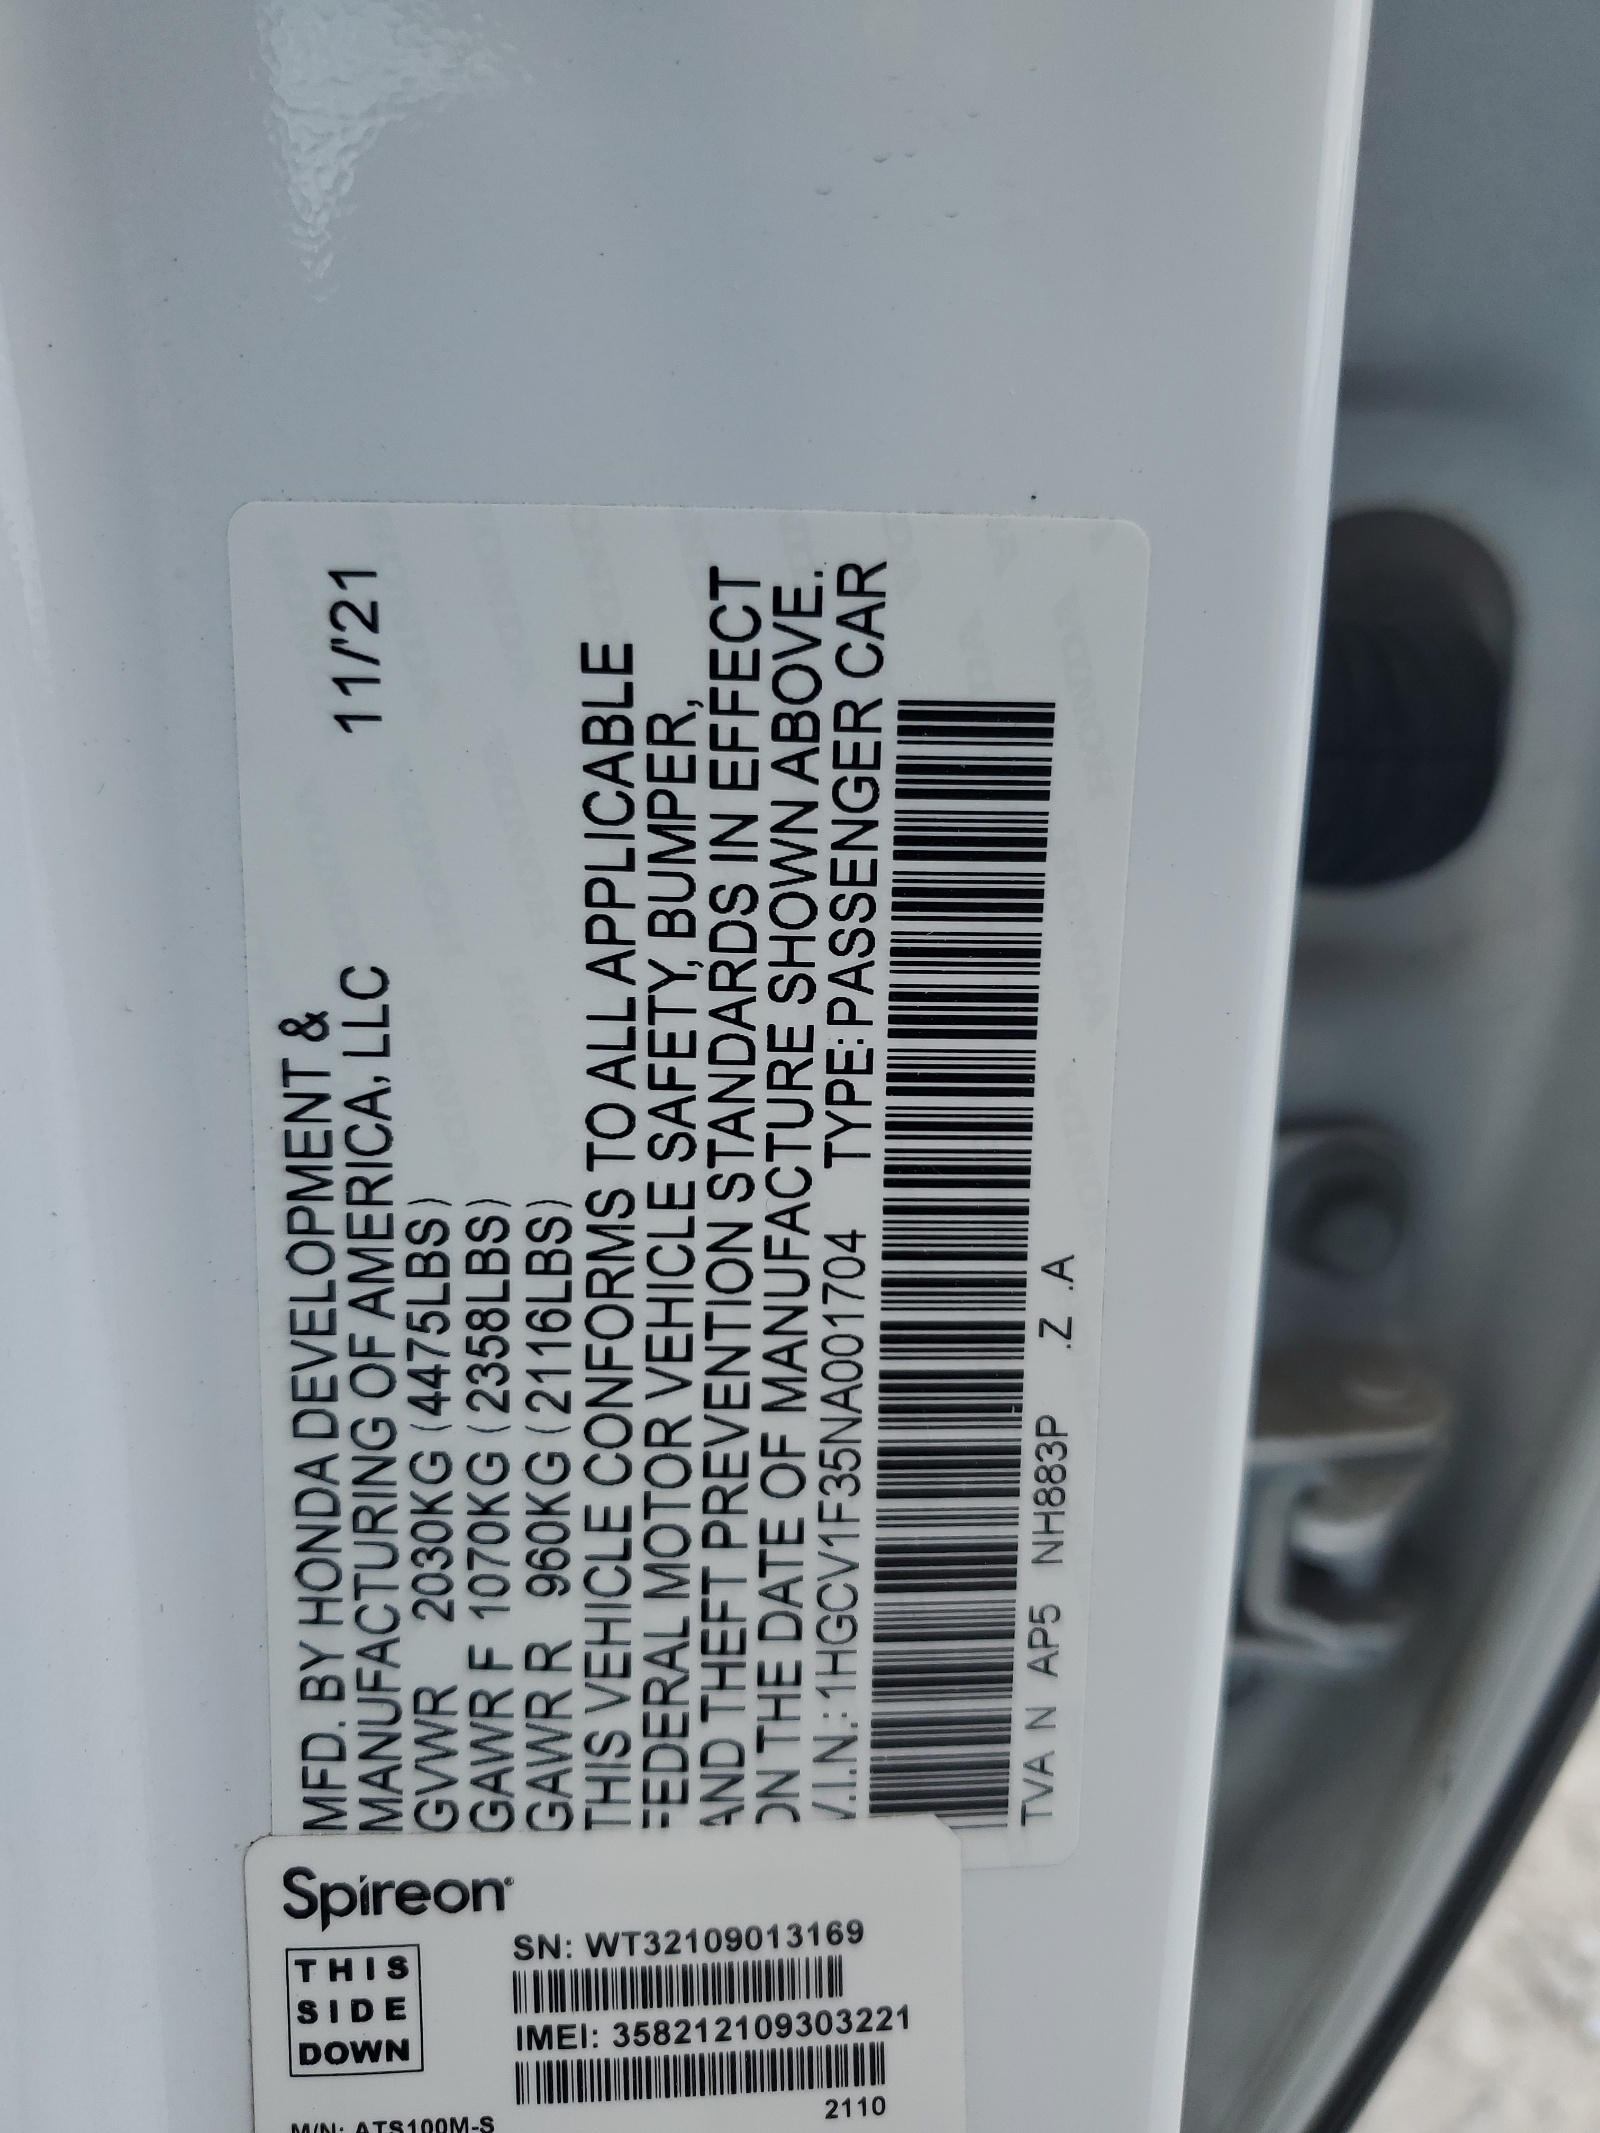 MFD. BY HONDA DEVELOPMENT &
MANUFACTURING OF AMERICA, LLC 11/'21
GVWR 2030KG (4475LBS)
GAWR F 1070KG (2358LBS)
GAWR R 960KG (2116LBS)
THIS VEHICLE CONFORMS TO ALL APPLICABLE
FEDERAL MOTOR VEHICLE SAFETY, BUMPER,
AND THEFT PREVENTION STANDARDS IN EFFECT
ON THE DATE OF MANUFACTURE SHOWN ABOVE.
V.I.N.: 1HGCV1F35NA001704 TYPE: PASSENGER CAR
TVA N AP5 NH883P .Z .A
Spireon
THIS
SIDE
DOWN
SN: WT32109013169
IMEI: 358212109303221
2110
M/N: ATS100M-S